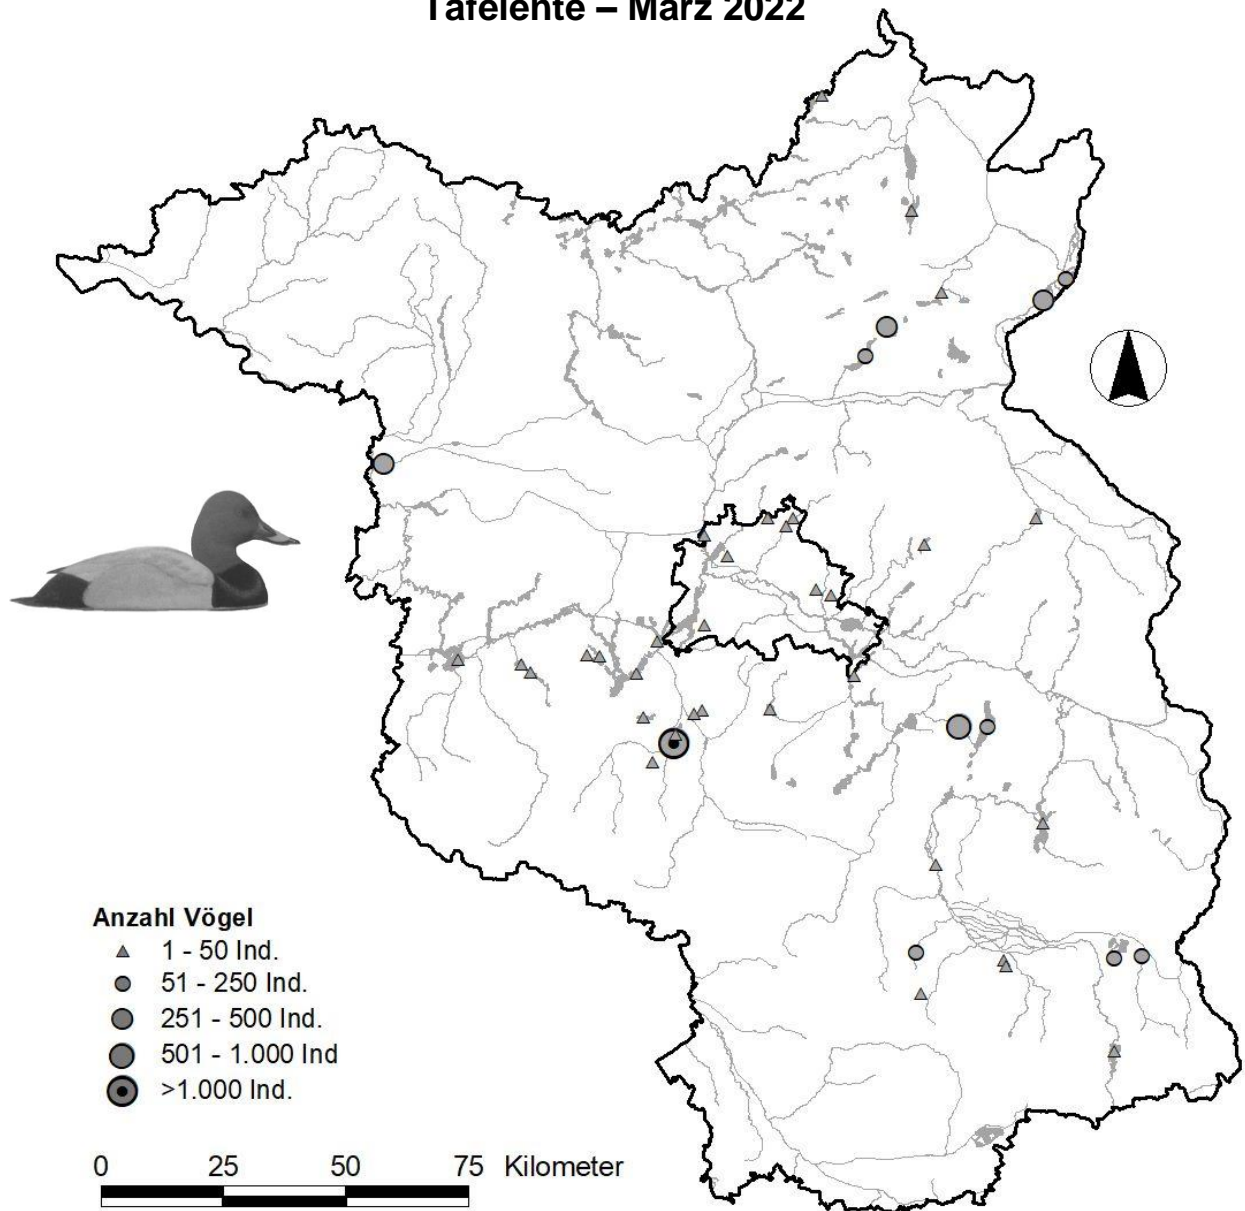 Tafelente – März 2022
Anzahl Vögel
1 - 50 Ind.
51 - 250 Ind.
251 - 500 Ind.
501 - 1.000 Ind
>1.000 Ind.
0 25 50 75 Kilometer